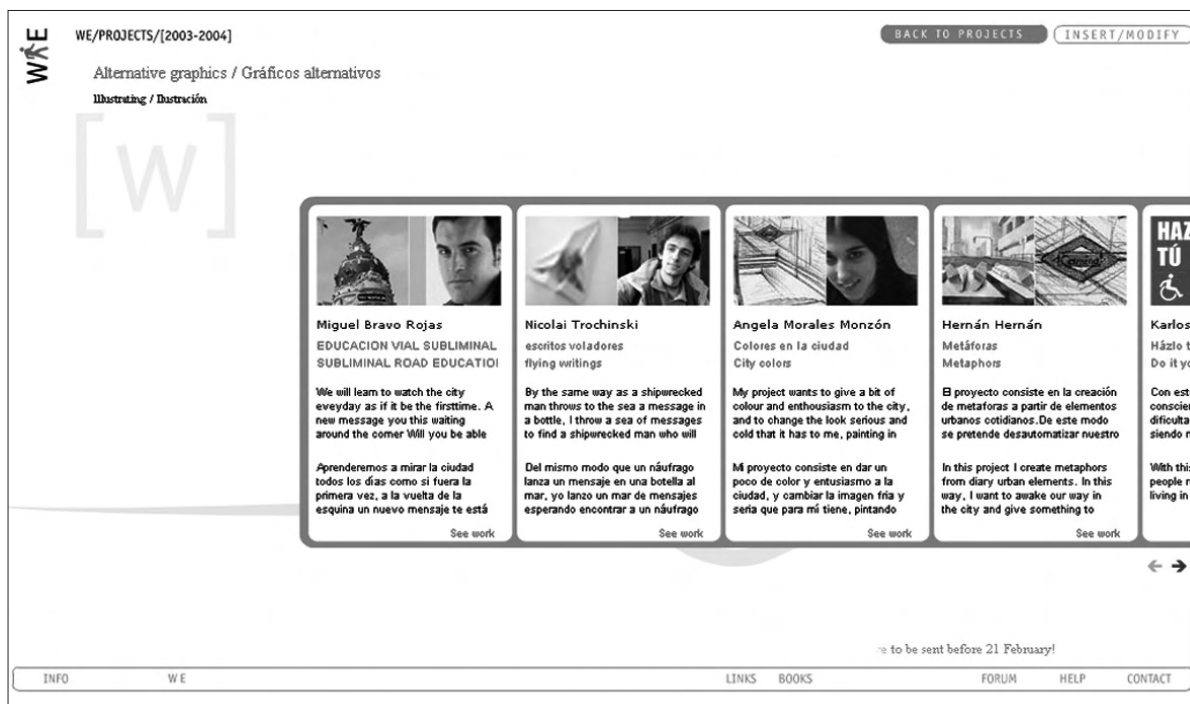 WE
WE/PROJECTS/[2003-2004]
BACK TO PROJECTS
INSERT/MODIFY
Alternative graphics / Gráficos alternativos
Illustrating / Ilustración
[W]
Miguel Bravo Rojas
EDUCACION VIAL SUBLIMINAL
SUBLIMINAL ROAD EDUCATION
We will learn to watch the city
eveyday as if it be the firsttime. A
new message you this waiting
around the corner Will you be able
Aprenderemos a mirar la ciudad
todos los días como si fuera la
primera vez, a la vuelta de la
esquina un nuevo mensaje te está
See work
Nicolai Trochinski
escritos voladores
flying writings
By the same way as a shipwrecked
man throws to the sea a message in
a bottle, I throw a sea of messages
to find a shipwrecked man who will
Del mismo modo que un náufrago
lanza un mensaje en una botella al
mar, yo lanzo un mar de mensajes
esperando encontrar a un náufrago
See work
Angela Morales Monzón
Colores en la ciudad
City colors
My project wants to give a bit of
colour and enthousiasm to the city,
and to change the look serious and
cold that it has to me, painting in
Mi proyecto consiste en dar un
poco de color y entusiasmo a la
ciudad, y cambiar la imagen fria y
seria que para mí tiene, pintando
See work
Hernán Hernán
Metáforas
Metaphors
El proyecto consiste en la creación
de metaforas a partir de elementos
urbanos cotidianos.De este modo
se pretende desautomatizar nuestro
In this project I create metaphors
from diary urban elements. In this
way, I want to awake our way in
the city and give something to
See work
HAZ
TÚ
Karlos
Házlo t
Do it yo
Con est
conscien
dificulta
siendo
With this
people
living in
to be sent before 21 February!
INFO
WE
LINKS
BOOKS
FORUM
HELP
CONTACT